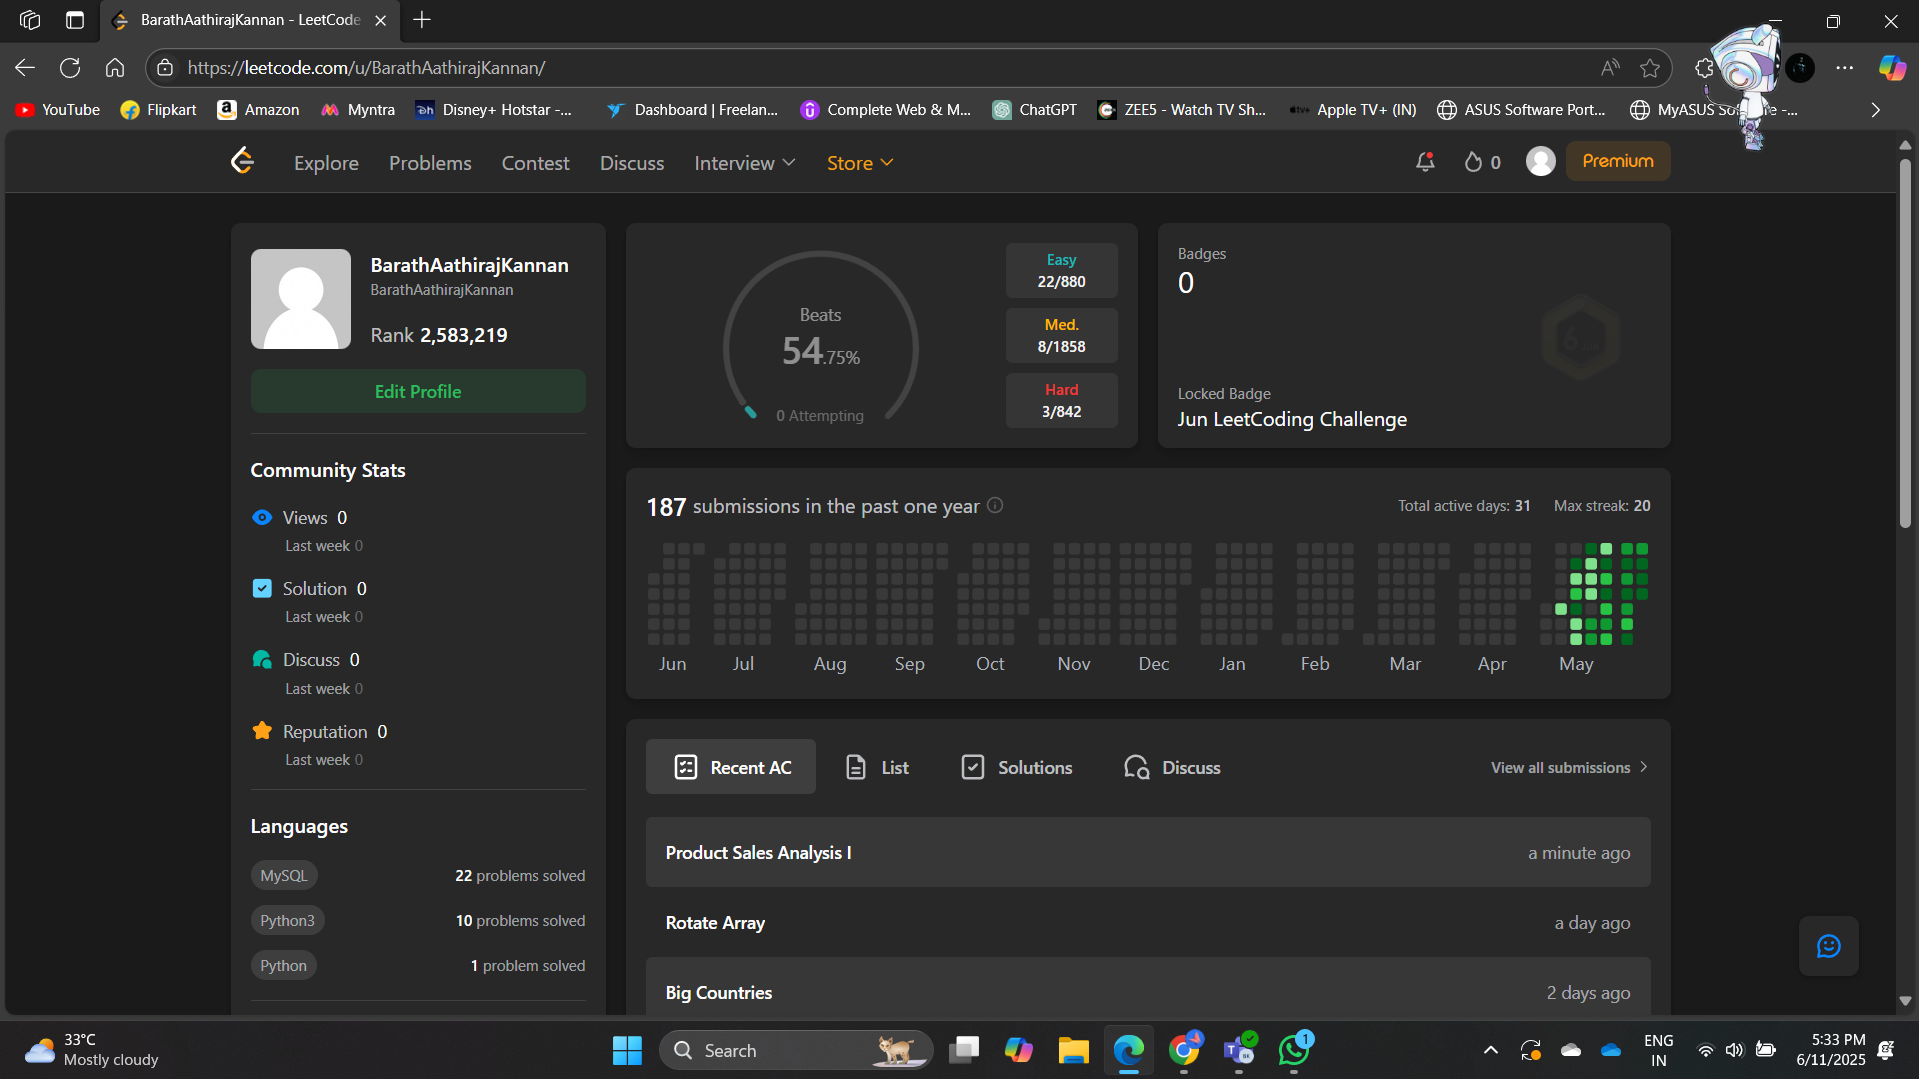 BarathAathirajKannan - LeetCode
https://leetcode.com/u/BarathAathirajKannan/
YouTube
Flipkart
Amazon
Myntra
Disney+ Hotstar -...
Dashboard | Freelan...
Complete Web & M...
ChatGPT
ZEE5 - Watch TV Sh...
Apple TV+ (IN)
ASUS Software Port...
Explore
Problems
Contest
Discuss
Interview
Store
0
Premium
BarathAathirajKannan
BarathAathirajKannan
Rank 2,583,219
Edit Profile
Community Stats
Views 0
Last week 0
Solution 0
Last week 0
Discuss 0
Last week 0
Reputation 0
Last week 0
Languages
MySQL
22 problems solved
Python3
10 problems solved
Python
1 problem solved
Beats
54.75%
0 Attempting
Easy
22/880
Med.
8/1858
Hard
3/842
Badges
0
Locked Badge
Jun LeetCoding Challenge
187 submissions in the past one year
Total active days: 31
Max streak: 20
Jun
Jul
Aug
Sep
Oct
Nov
Dec
Jan
Feb
Mar
Apr
May
Recent AC
List
Solutions
Discuss
View all submissions
Product Sales Analysis I
a minute ago
Rotate Array
a day ago
Big Countries
2 days ago
33°C
Mostly cloudy
Search
1
ENG
IN
5:33 PM
6/11/2025